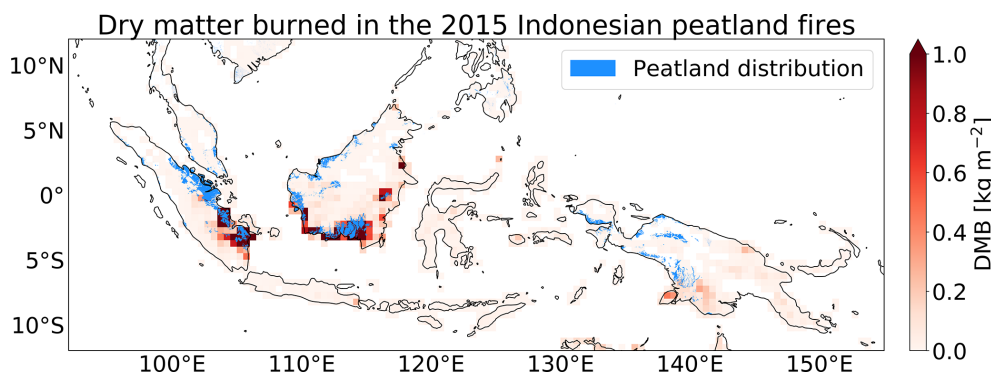 Dry matter burned in the 2015 Indonesian peatland fires
Peatland distribution
10°N
5°N
0°
5°S
10°S
100°E 110°E 120°E 130°E 140°E 150°E
1.0
0.8
0.6
0.4
0.2
0.0
DMB [kg m⁻²]